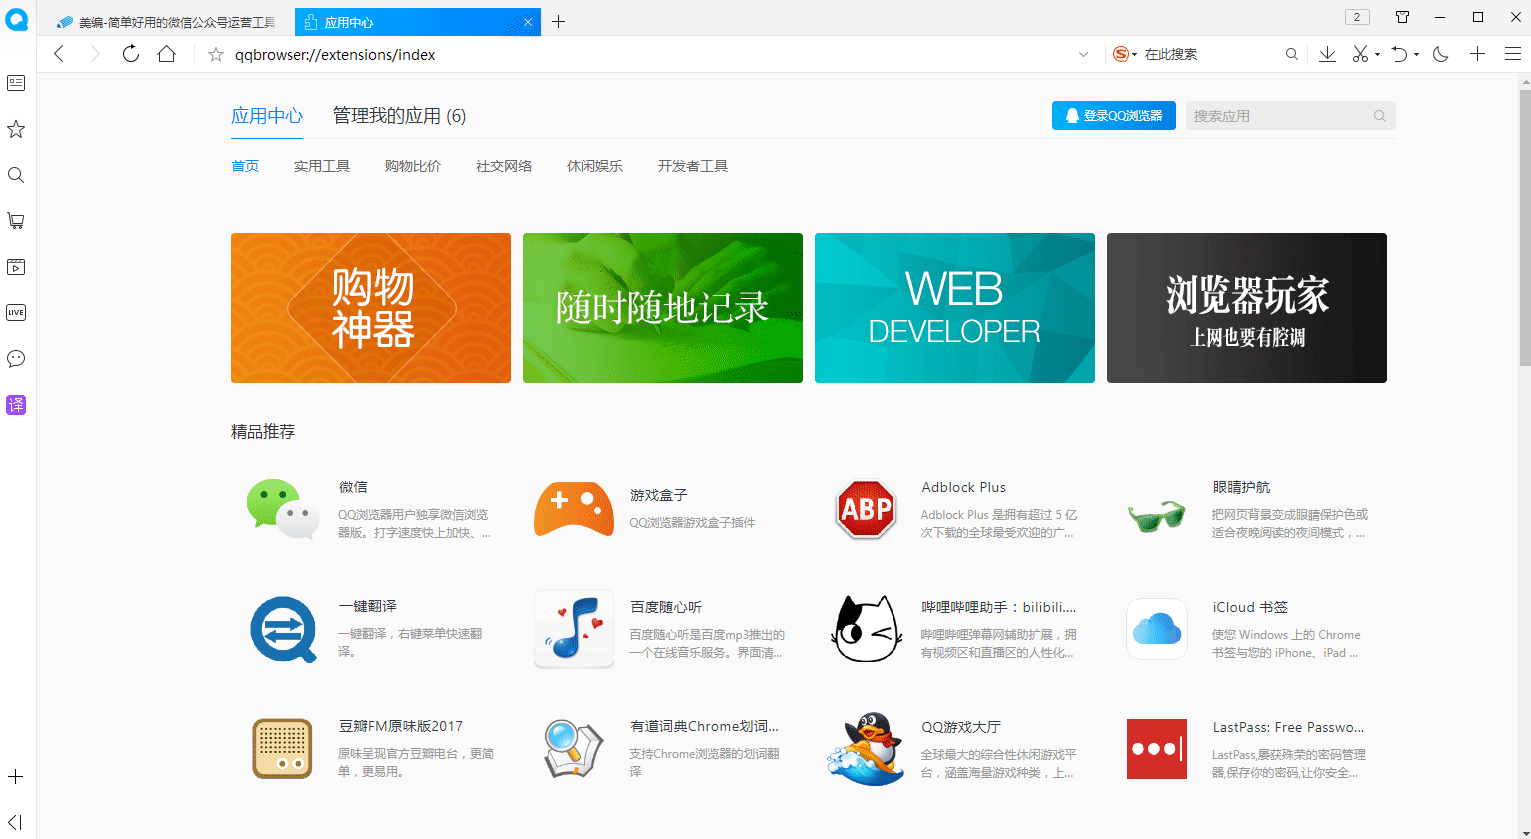 美编-简单好用的微信公众号运营工具
应用中心
2
qqbrowser://extensions/index
在此搜索
LIVE
译
应用中心
管理我的应用 (6)
登录QQ浏览器
搜索应用
首页
实用工具
购物比价
社交网络
休闲娱乐
开发者工具
购物
神器
随时随地记录
WEB
DEVELOPER
浏览器玩家
上网也要有腔调
精品推荐
微信
QQ浏览器用户独享微信浏览
器版。打字速度快上加快、...
游戏盒子
QQ浏览器游戏盒子插件
ABP
Adblock Plus
Adblock Plus 是拥有超过 5 亿
次下载的全球最受欢迎的广...
眼睛护航
把网页背景变成眼睛保护色或
适合夜晚阅读的夜间模式，...
一键翻译
一键翻译，右键菜单快速翻
译。
百度随心听
百度随心听是百度mp3推出的
一个在线音乐服务。界面清...
哔哩哔哩助手：bilibili....
哔哩哔哩弹幕网辅助扩展，拥
有视频区和直播区的人性化...
iCloud 书签
使您 Windows 上的 Chrome
书签与您的 iPhone、iPad ...
豆瓣FM原味版2017
原味呈现官方豆瓣电台，更简
单，更易用。
有道词典Chrome划词...
支持Chrome浏览器的划词翻
译
QQ游戏大厅
全球最大的综合性休闲游戏平
台，涵盖海量游戏种类，上...
LastPass: Free Passwo...
LastPass,屡获殊荣的密码管理
器,保存你的密码,让你安全...